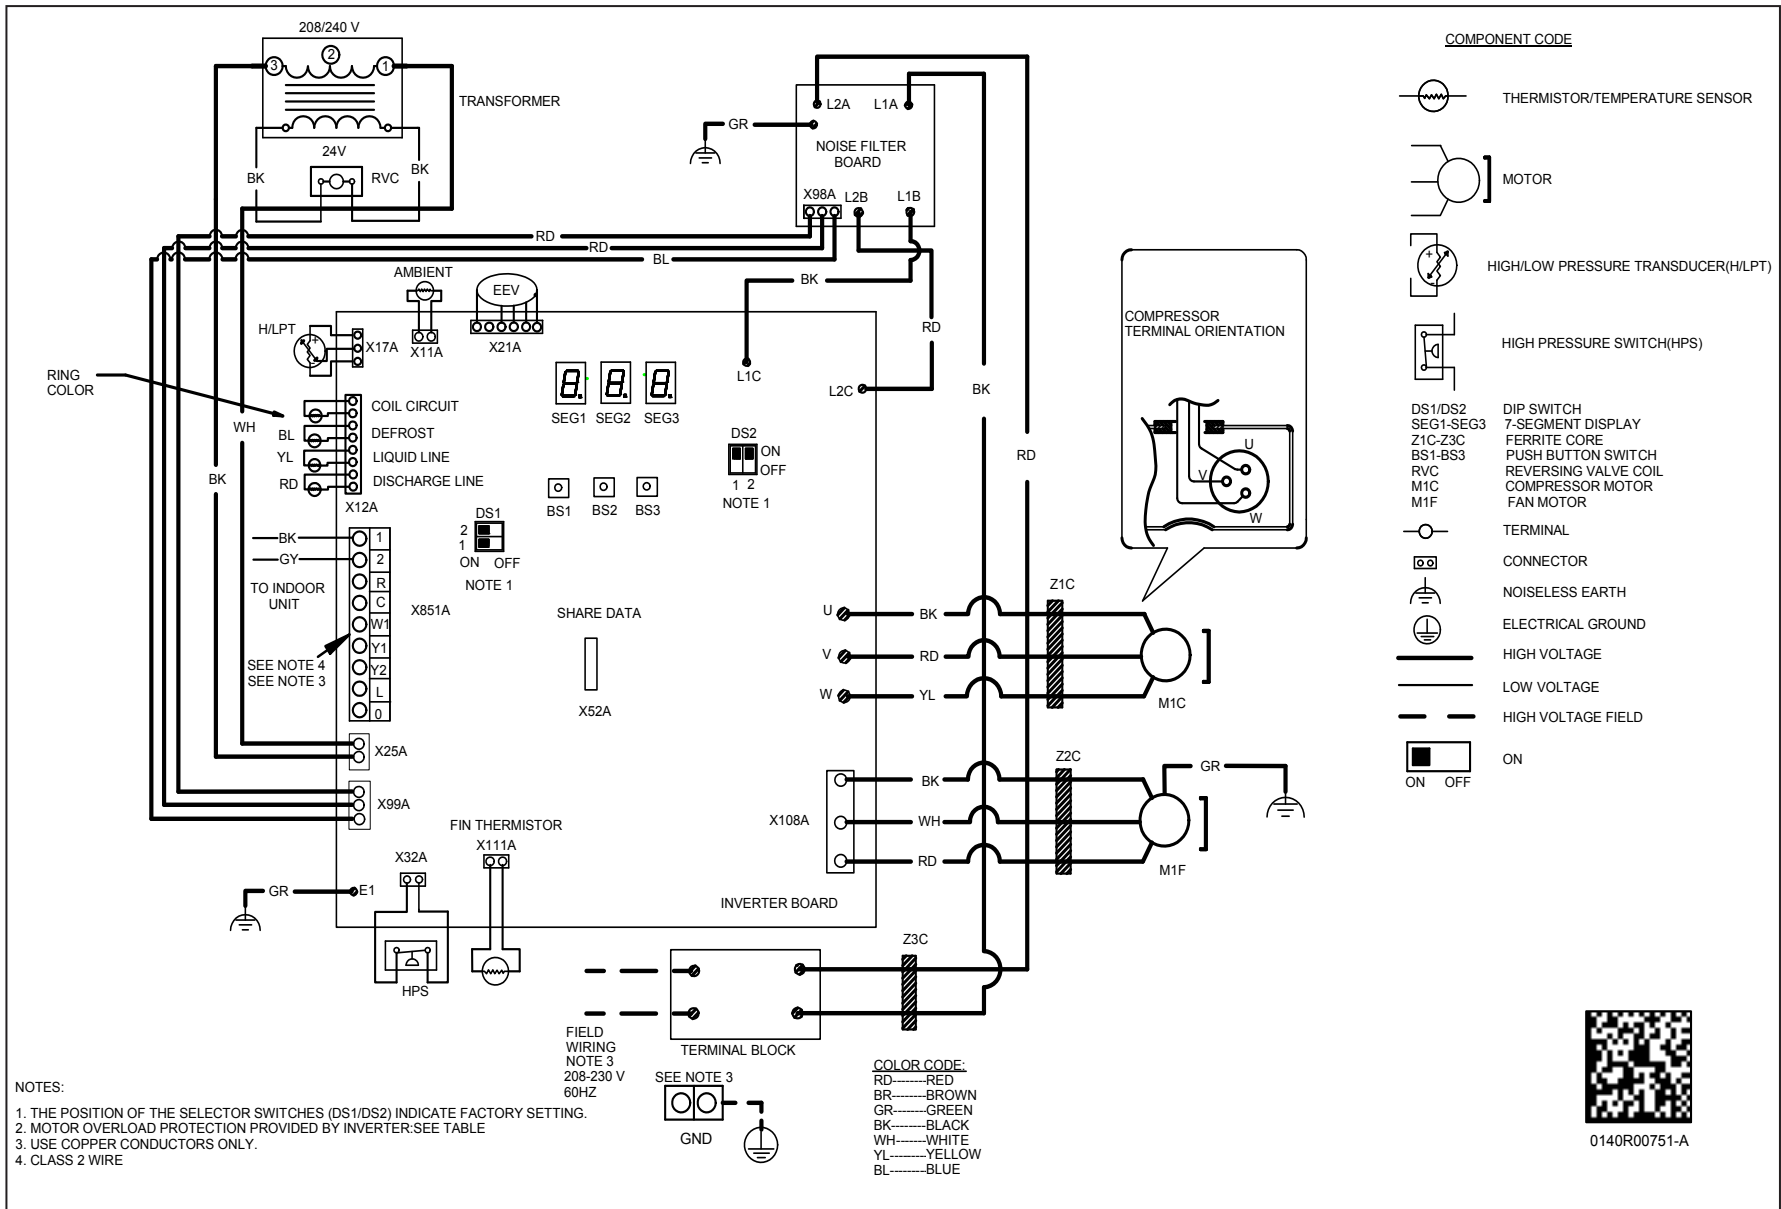 208/240 V
3
2
1
TRANSFORMER
24V
BK
RVC
BK
L2A
L1A
GR
NOISE FILTER
BOARD
X98A
L2B
L1B
RD
RD
BL
BK
RD
AMBIENT
X11A
EEV
X21A
H/LPT
+
X17A
RING
COLOR
COIL CIRCUIT
BL
DEFROST
YL
LIQUID LINE
RD
DISCHARGE LINE
X12A
WH
BK
SEG1
SEG2
SEG3
L1C
L2C
DS2
ON
OFF
1 2
NOTE 1
BS1
BS2
BS3
DS1
2
1
ON OFF
NOTE 1
BK
GY
TO INDOOR
UNIT
1
2
R
C
W1
Y1
Y2
L
0
X851A
SEE NOTE 4
SEE NOTE 3
SHARE DATA
X52A
X25A
X99A
FIN THERMISTOR
X111A
X32A
HPS
GR
E1
INVERTER BOARD
BK
RD
COMPRESSOR
TERMINAL ORIENTATION
U
V
W
U
BK
V
RD
W
YL
Z1C
M1C
X108A
BK
WH
RD
Z2C
GR
M1F
Z3C
TERMINAL BLOCK
FIELD
WIRING
NOTE 3
208-230 V
60HZ
SEE NOTE 3
GND
COLOR CODE:
RD--------RED
BR--------BROWN
GR--------GREEN
BK--------BLACK
WH-------WHITE
YL--------YELLOW
BL--------BLUE
COMPONENT CODE
THERMISTOR/TEMPERATURE SENSOR
MOTOR
+
-
HIGH/LOW PRESSURE TRANSDUCER(H/LPT)
HIGH PRESSURE SWITCH(HPS)
DS1/DS2 DIP SWITCH
SEG1-SEG3 7-SEGMENT DISPLAY
Z1C-Z3C FERRITE CORE
BS1-BS3 PUSH BUTTON SWITCH
RVC REVERSING VALVE COIL
M1C COMPRESSOR MOTOR
M1F FAN MOTOR
TERMINAL
CONNECTOR
NOISELESS EARTH
ELECTRICAL GROUND
HIGH VOLTAGE
LOW VOLTAGE
HIGH VOLTAGE FIELD
ON
ON OFF
0140R00751-A
NOTES:
1. THE POSITION OF THE SELECTOR SWITCHES (DS1/DS2) INDICATE FACTORY SETTING.
2. MOTOR OVERLOAD PROTECTION PROVIDED BY INVERTER:SEE TABLE
3. USE COPPER CONDUCTORS ONLY.
4. CLASS 2 WIRE